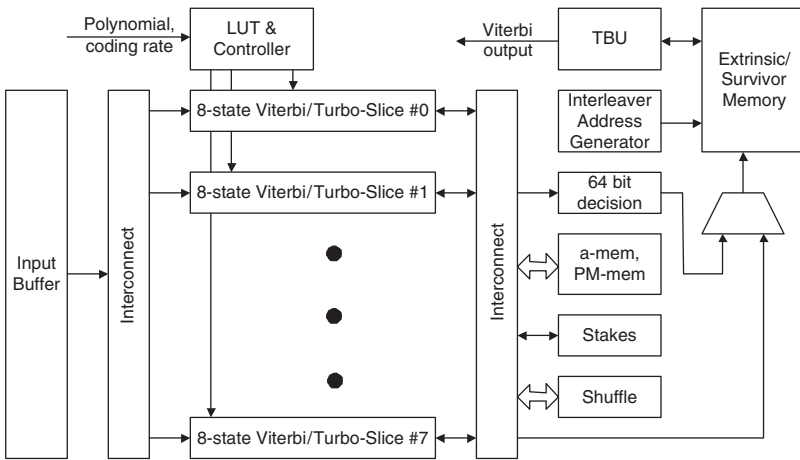 Polynomial,
coding rate
LUT &
Controller
Viterbi
output
TBU
Extrinsic/
Survivor
Memory
8-state Viterbi/Turbo-Slice #0
Interleaver
Address
Generator
8-state Viterbi/Turbo-Slice #1
64 bit
decision
Input
Buffer
Interconnect
Interconnect
a-mem,
PM-mem
Stakes
Shuffle
8-state Viterbi/Turbo-Slice #7